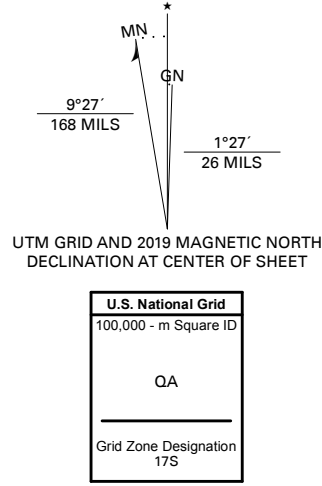 ★
MN
GN
9°27´
168 MILS
1°27´
26 MILS
UTM GRID AND 2019 MAGNETIC NORTH
DECLINATION AT CENTER OF SHEET
U.S. National Grid
100,000 - m Square ID
QA
Grid Zone Designation
17S